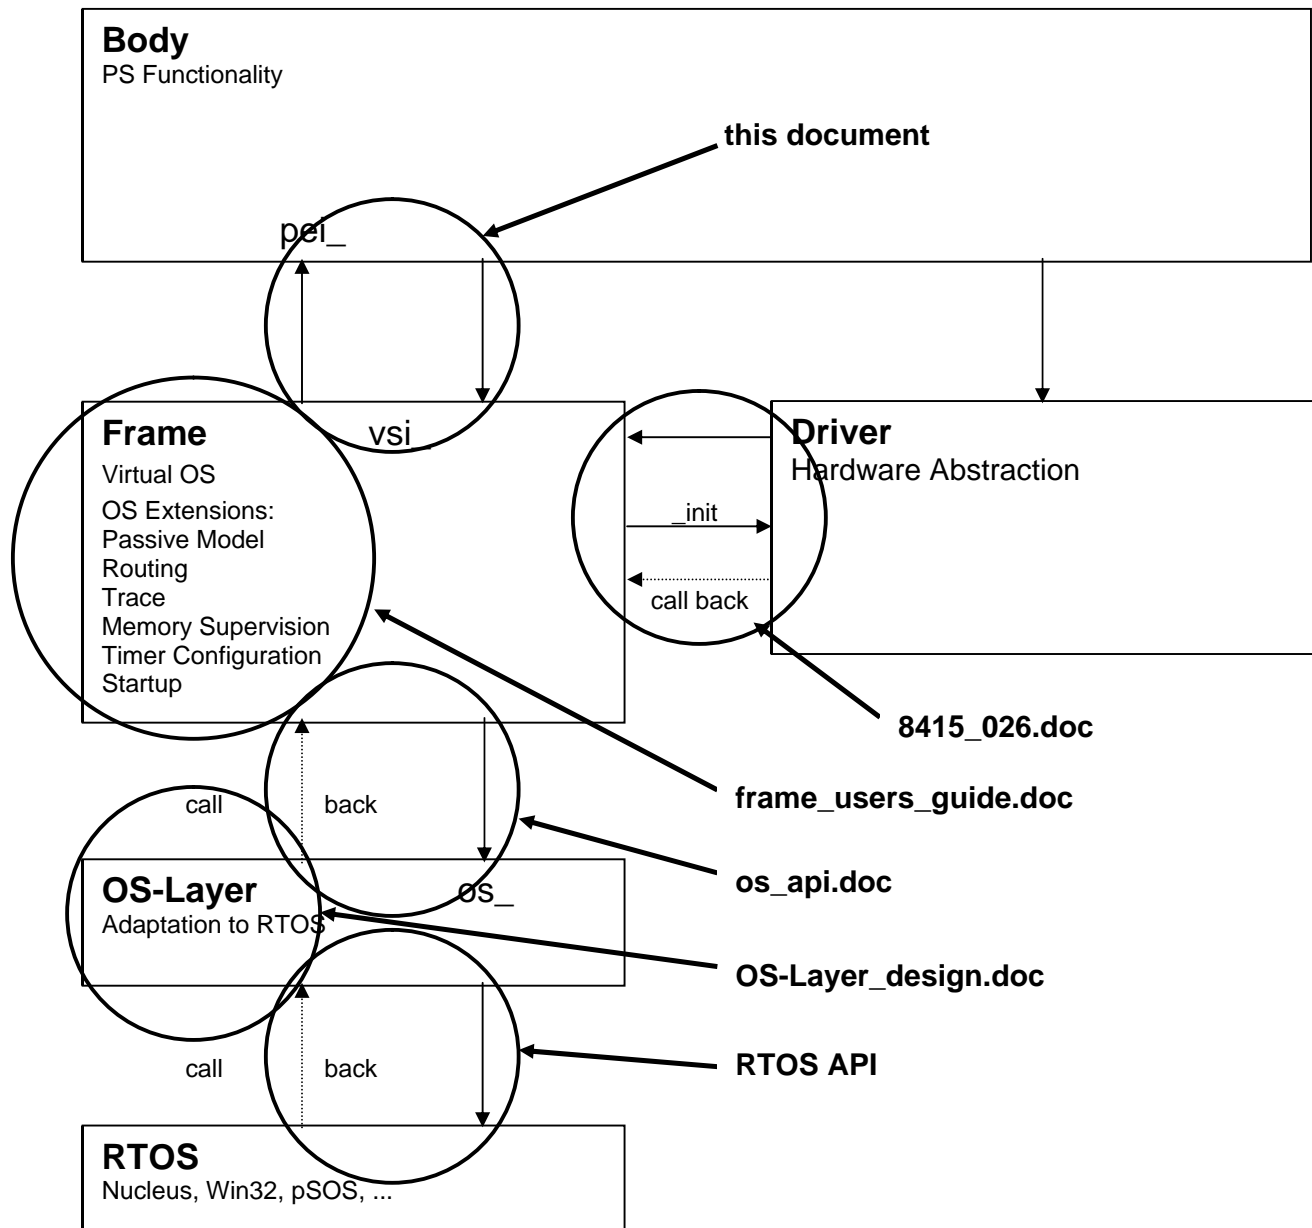 Body
PS Functionality
this document
pei_
Frame
vsi_
Virtual OS
OS Extensions:
Passive Model
Routing
Trace
Memory Supervision
Timer Configuration
Startup
Driver
Hardware Abstraction
_init
call back
8415_026.doc
frame_users_guide.doc
call back
os_api.doc
OS-Layer
os_
Adaptation to RTOS
OS-Layer_design.doc
call back
RTOS API
RTOS
Nucleus, Win32, pSOS, ...